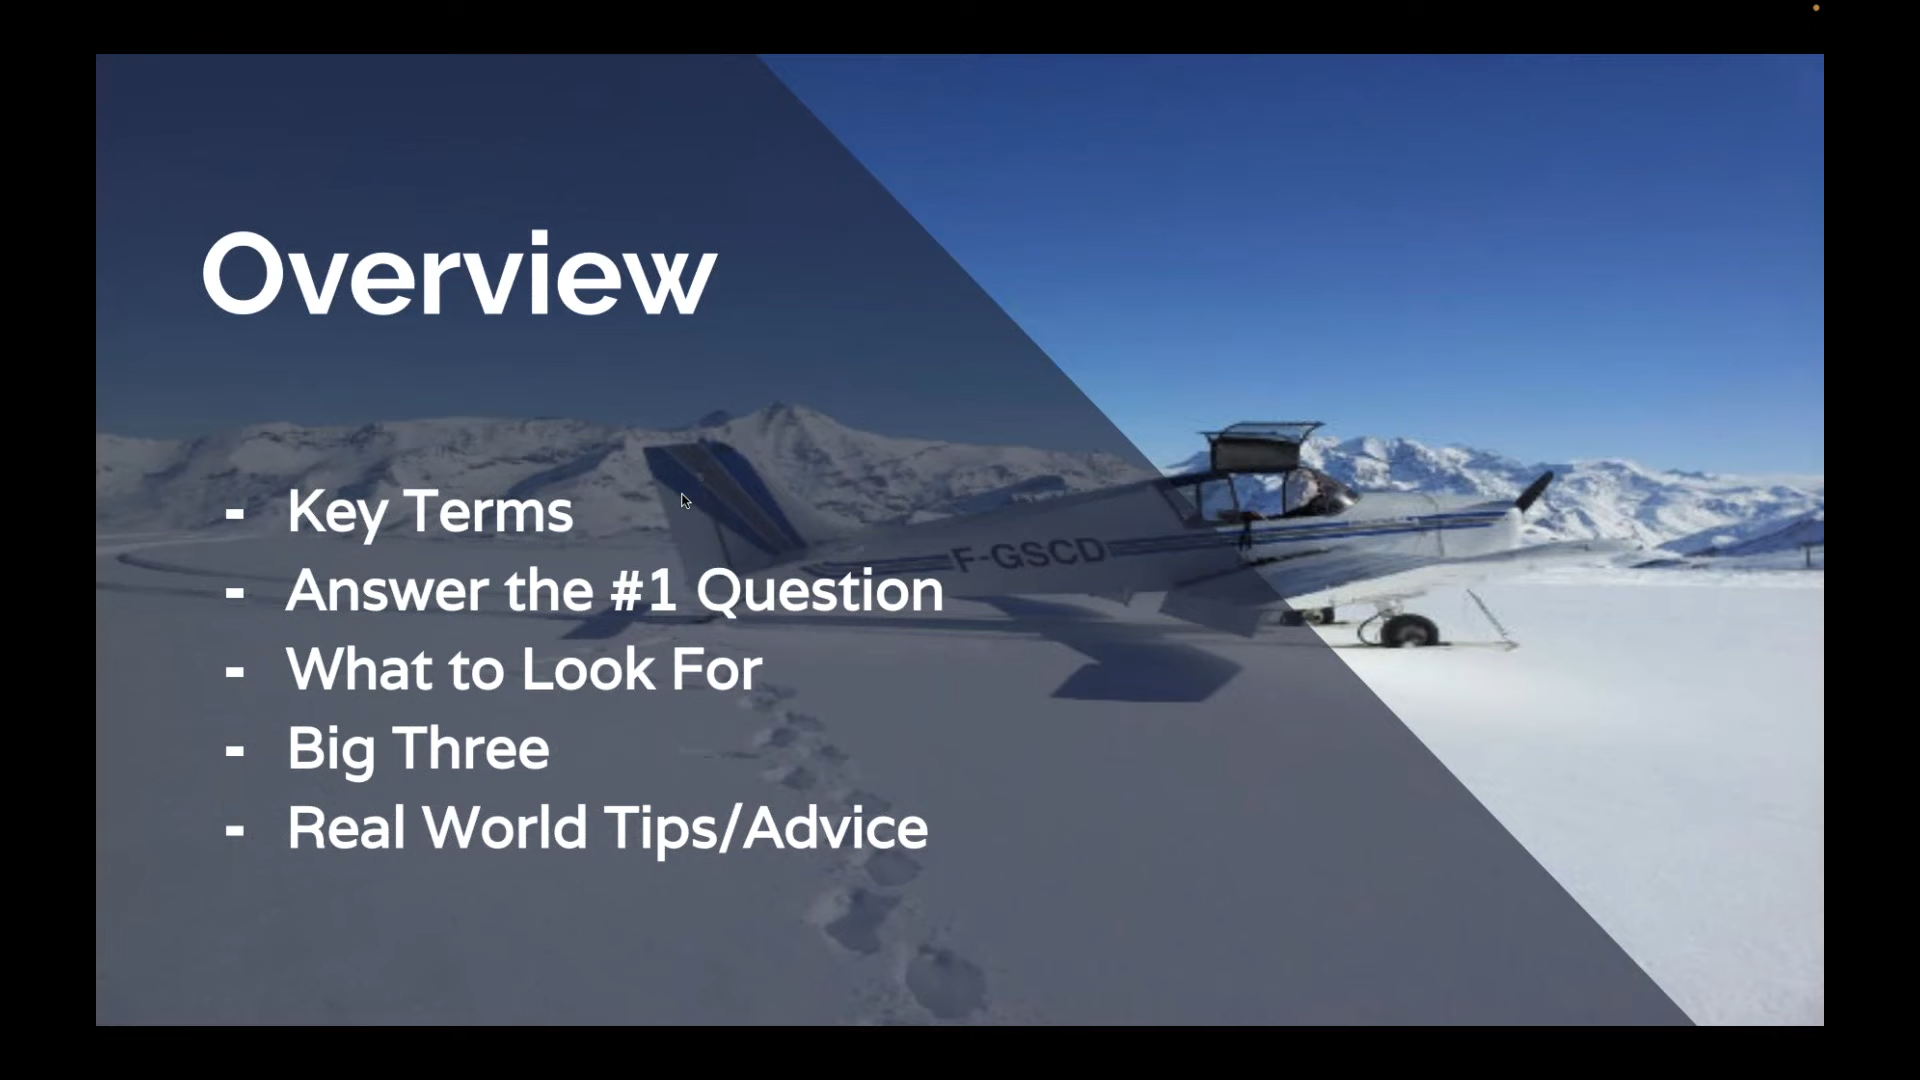 Overview
- Key Terms
- Answer the #1 Question
- What to Look For
- Big Three
- Real World Tips/Advice
F-GSCD